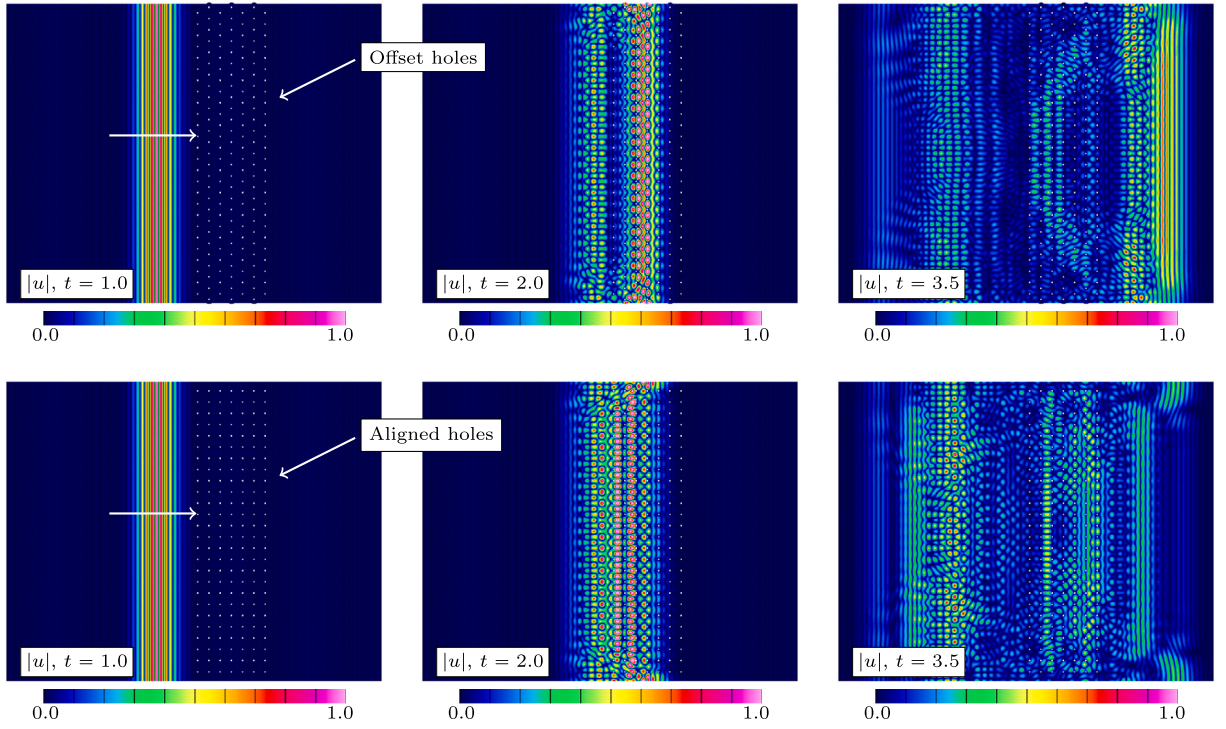 Offset holes
|u|, t = 1.0
|u|, t = 2.0
|u|, t = 3.5
0.0 1.0
0.0 1.0
0.0 1.0
Aligned holes
|u|, t = 1.0
|u|, t = 2.0
|u|, t = 3.5
0.0 1.0
0.0 1.0
0.0 1.0